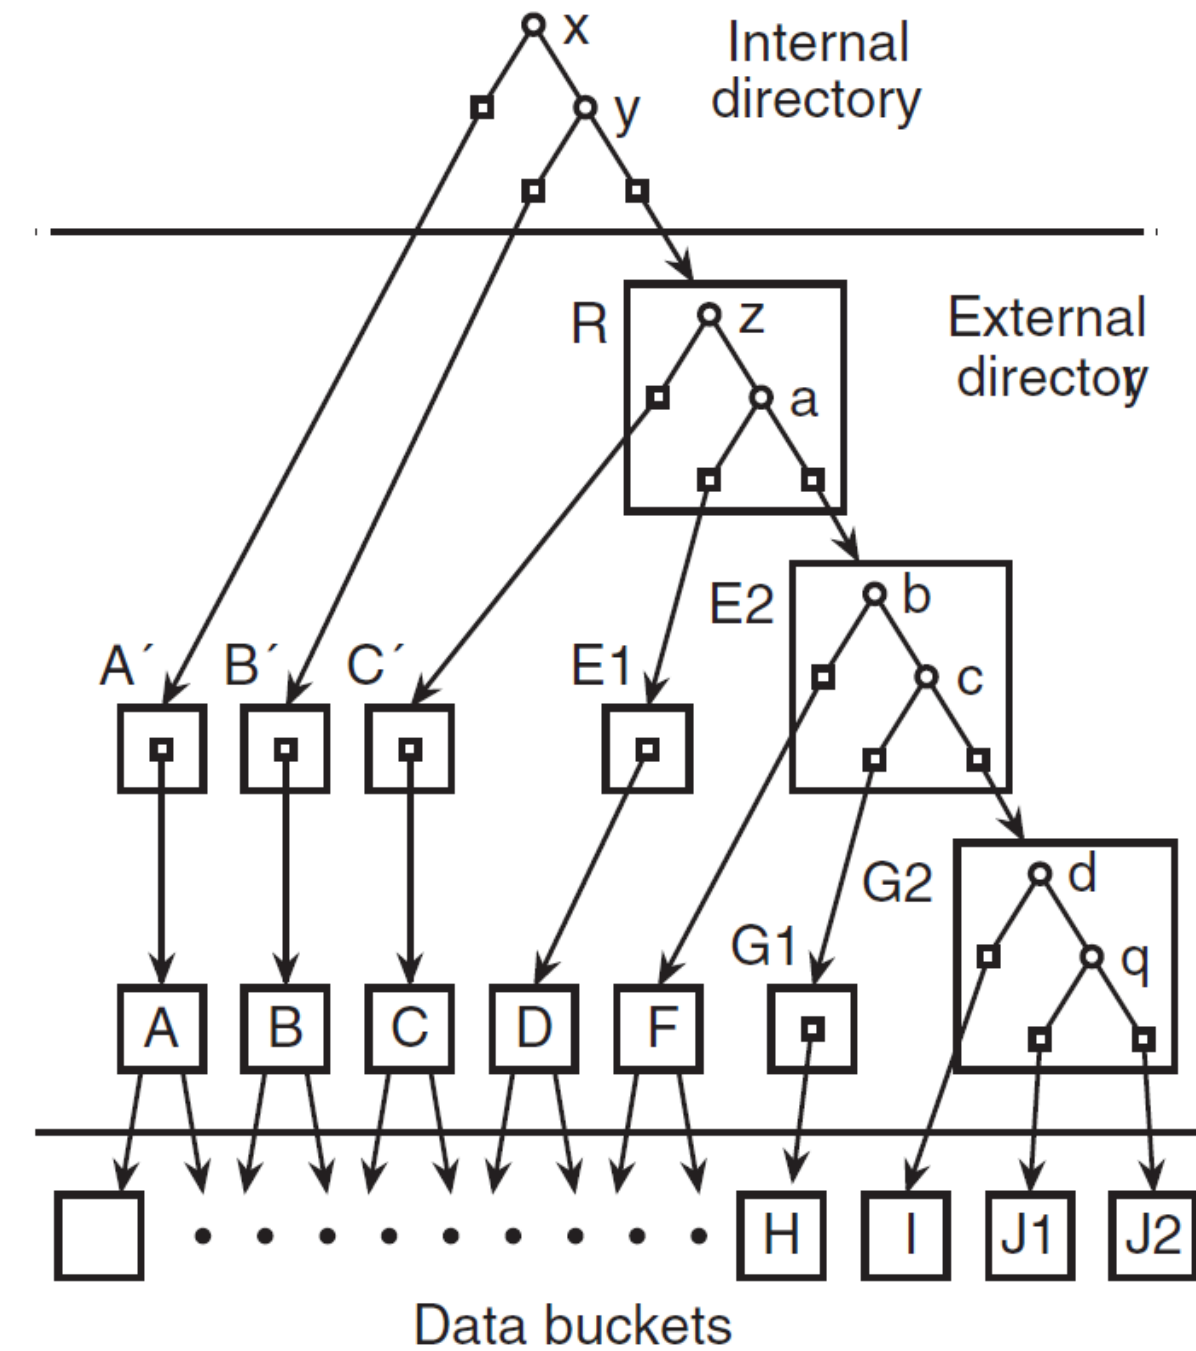 x
Internal
directory
y
R
z
External
directory
a
E2
b
A´
B´
C´
E1
c
G2
d
G1
q
A
B
C
D
F
H
I
J1
J2
Data buckets